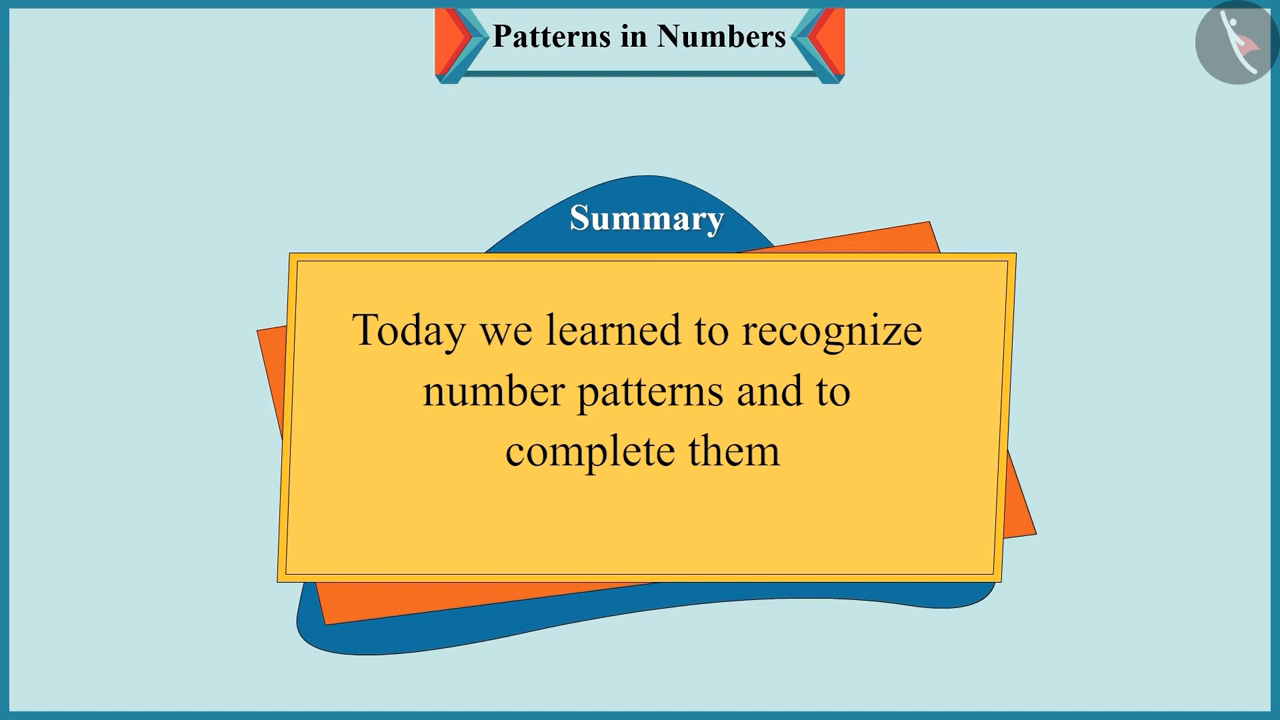 Patterns in Numbers
Summary
Today we learned to recognize
number patterns and to
complete them